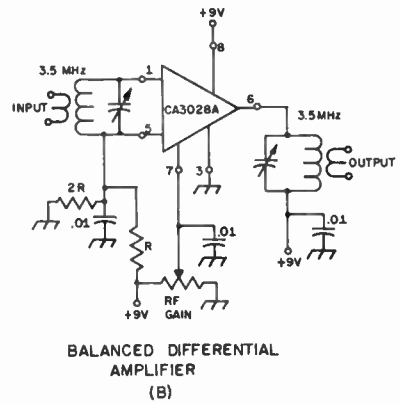 +9V
8
3.5 MHz
1
6
INPUT
CA3028A
3.5MHz
5
OUTPUT
7
3
2R
.01
R
.01
.01
+9V
+9V
RF
GAIN
BALANCED DIFFERENTIAL
AMPLIFIER
(B)